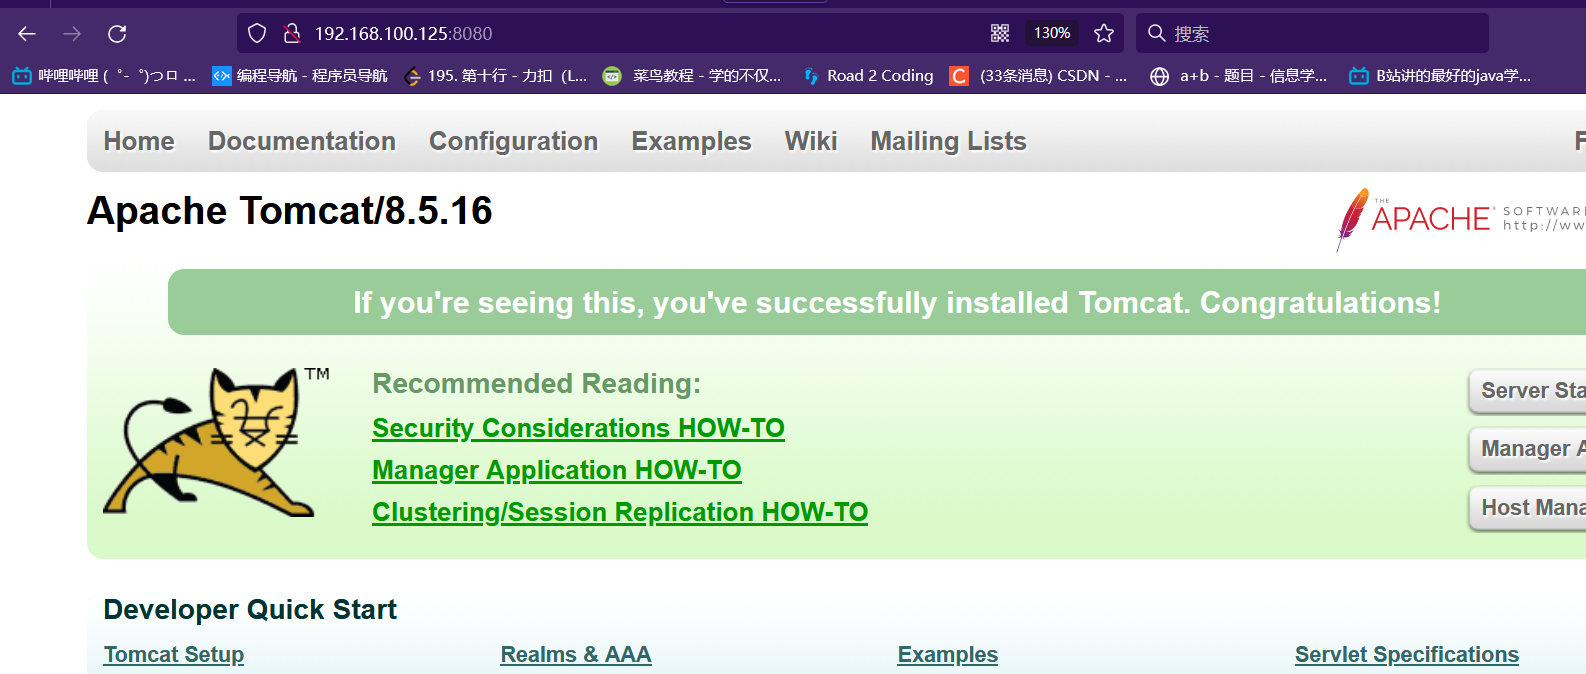 192.168.100.125:8080
130%
搜索
哔哩哔哩 (゜-゜)つロ ...
编程导航 - 程序员导航
195. 第十行 - 力扣（L...
菜鸟教程 - 学的不仅...
Road 2 Coding
(33条消息) CSDN - ...
a+b - 题目 - 信息学...
B站讲的最好的java学...
Home Documentation Configuration Examples Wiki Mailing Lists F
Apache Tomcat/8.5.16
THE APACHE® SOFTWAR
http://ww
If you're seeing this, you've successfully installed Tomcat. Congratulations!
TM
Recommended Reading:
Security Considerations HOW-TO
Manager Application HOW-TO
Clustering/Session Replication HOW-TO
Server Sta
Manager A
Host Mana
Developer Quick Start
Tomcat Setup
Realms & AAA
Examples
Servlet Specifications